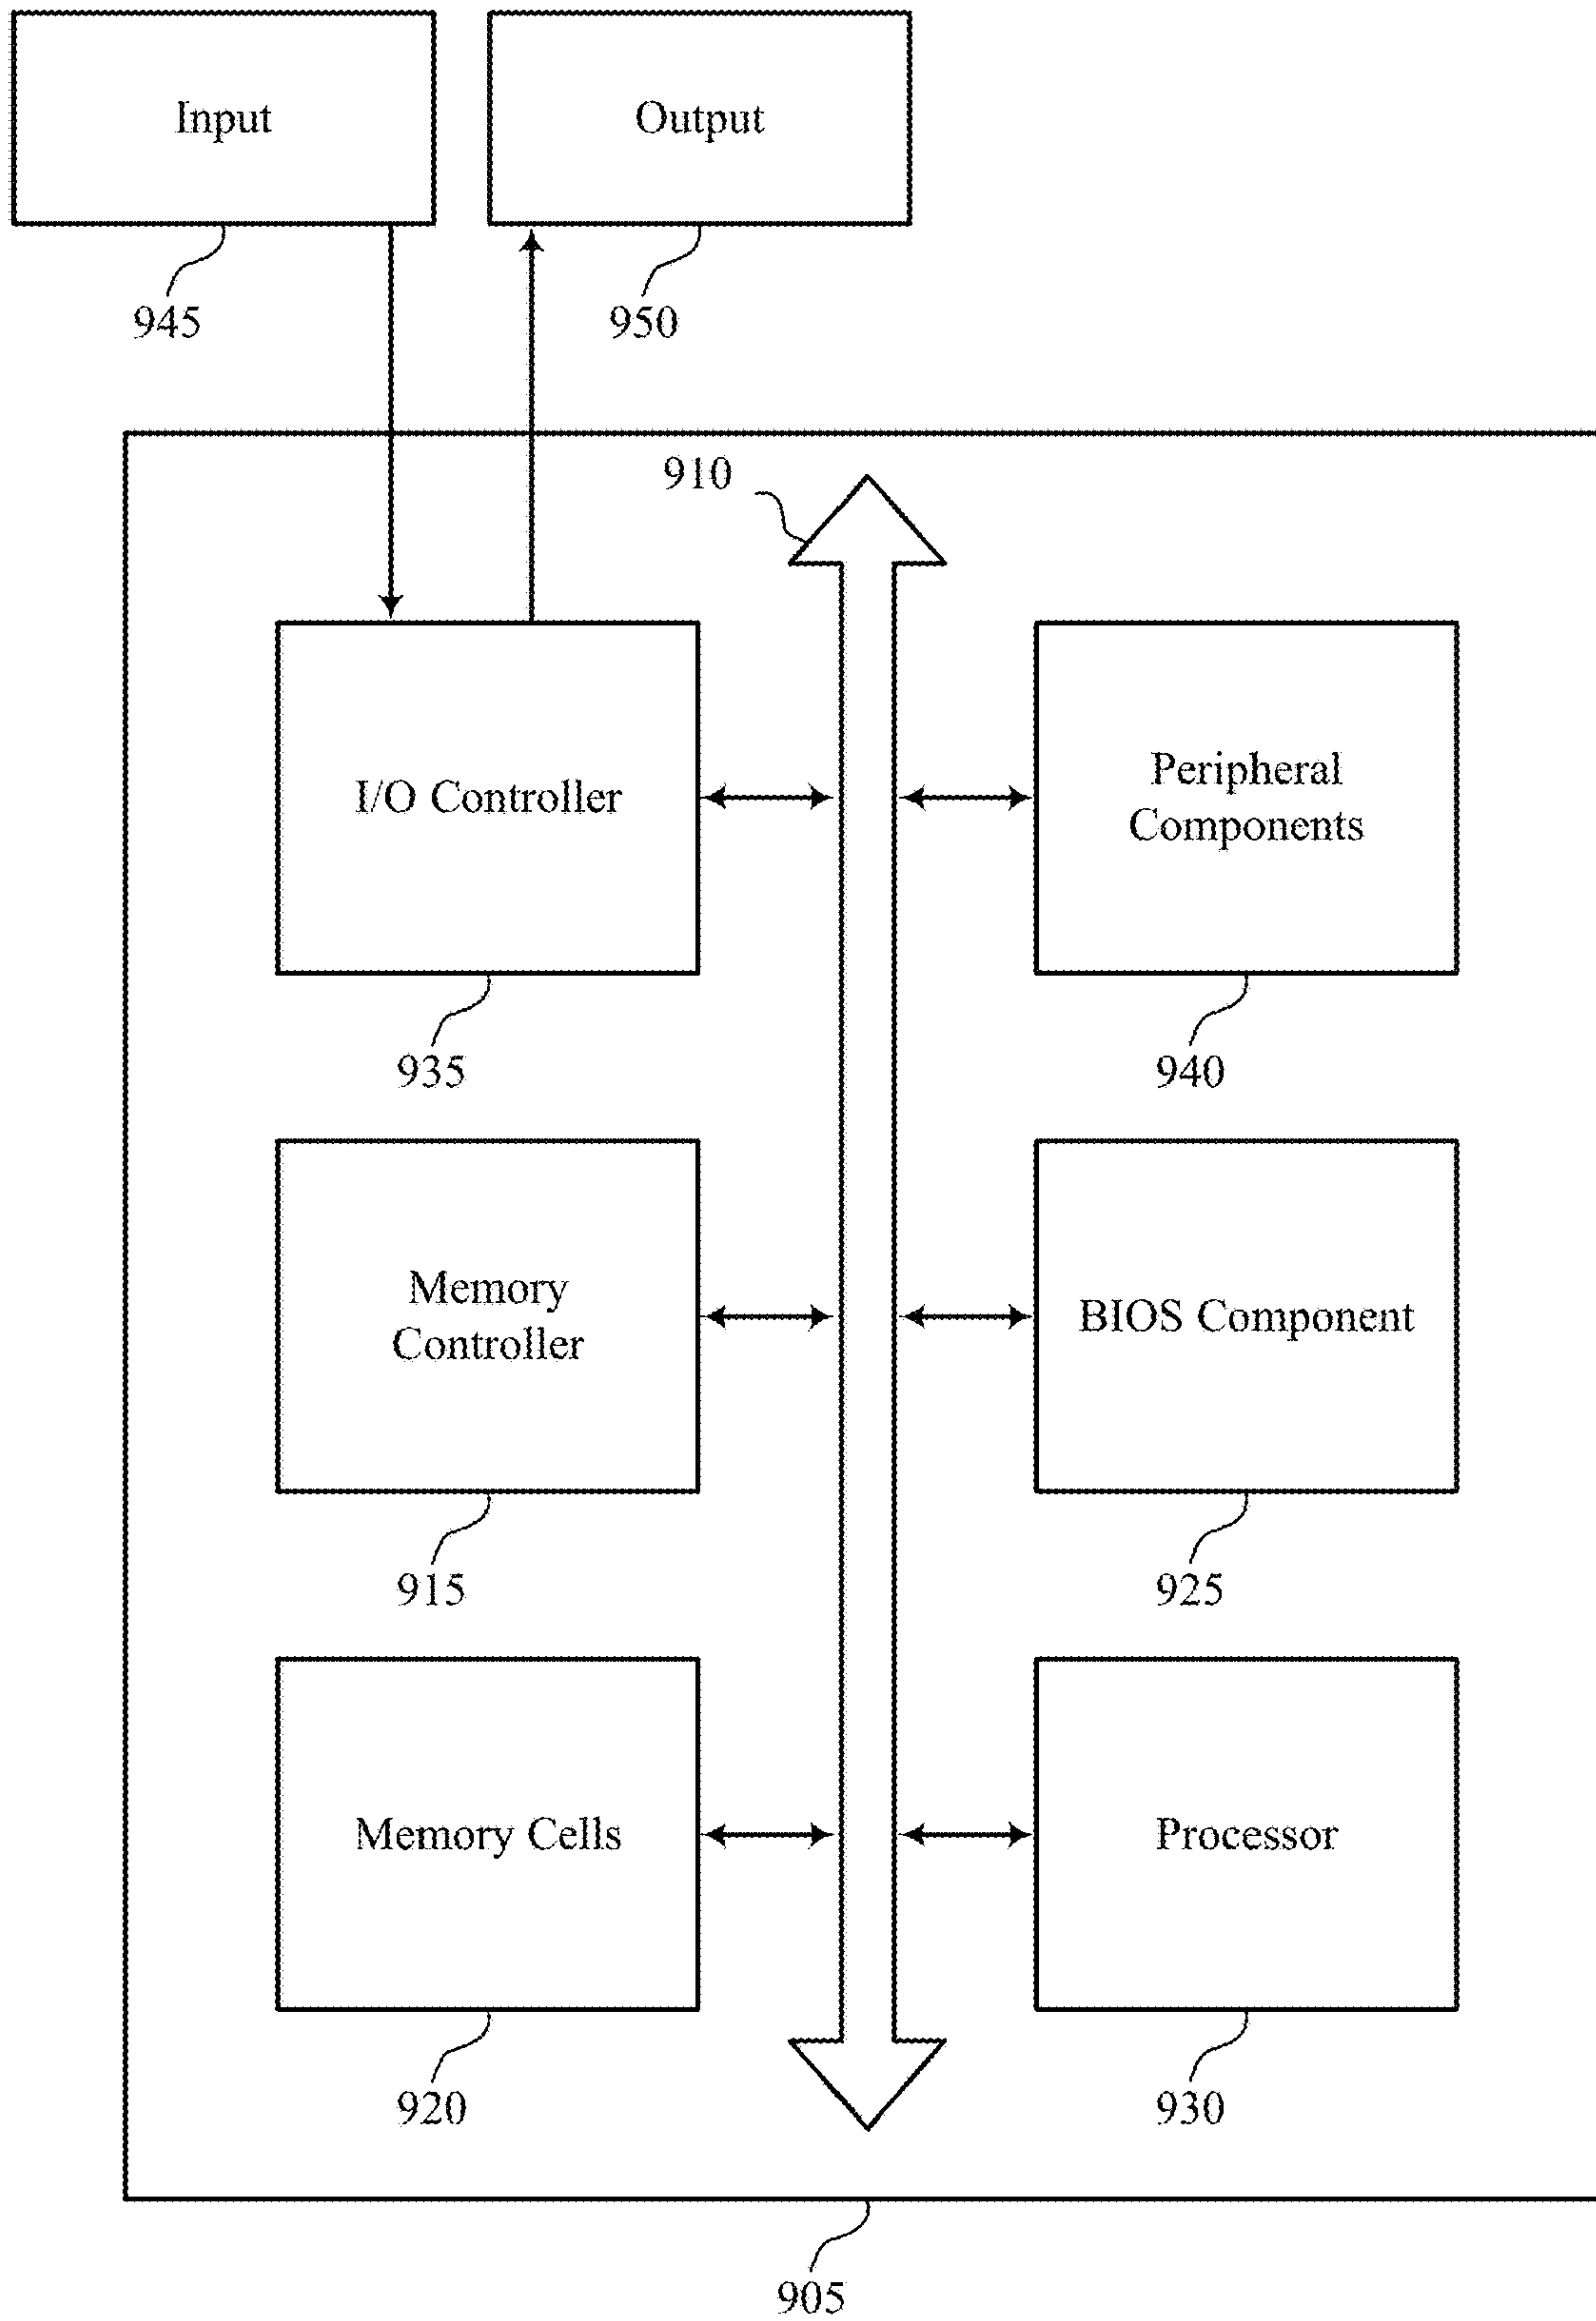 Input
Output
945
950
910
I/O Controller
Peripheral
Components
935
940
Memory
Controller
BIOS Component
915
925
Memory Cells
Processor
920
930
905